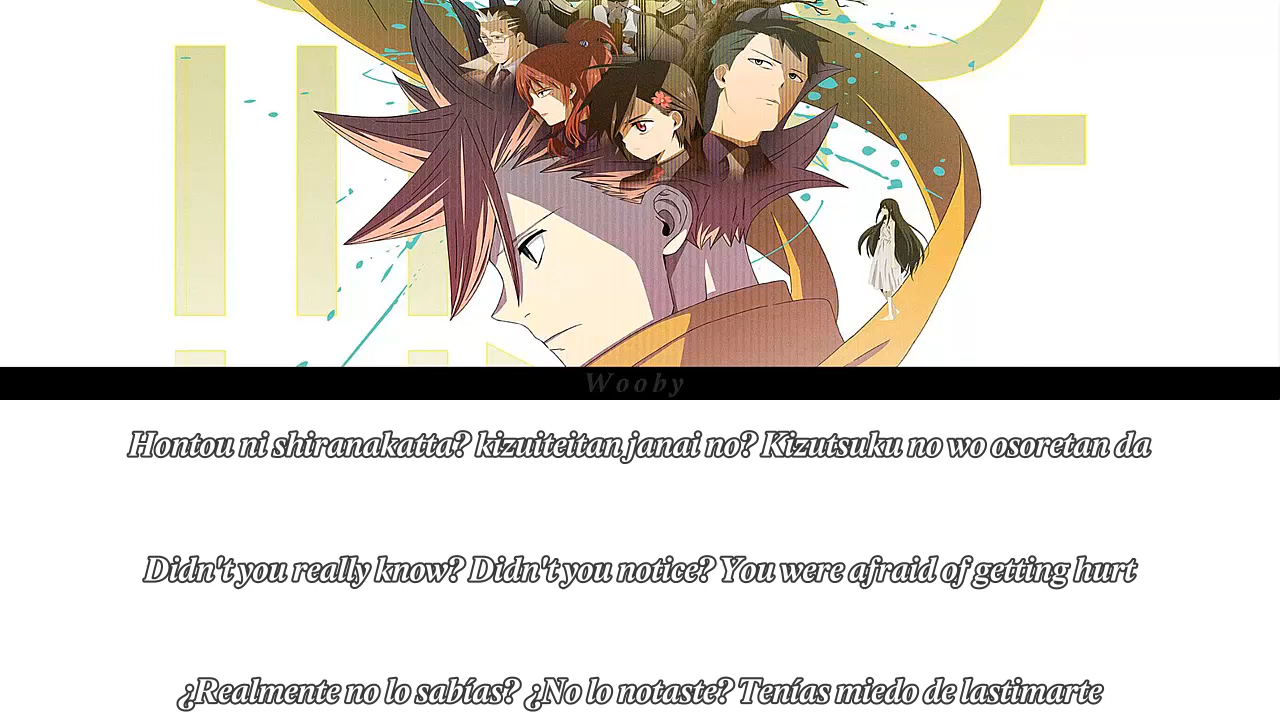 Wooby
Hontou ni shiranakatta? kizuiteitan janai no? Kizutsuku no wo osoretan da
Didn't you really know? Didn't you notice? You were afraid of getting hurt
¿Realmente no lo sabías? ¿No lo notaste? Tenías miedo de lastimarte